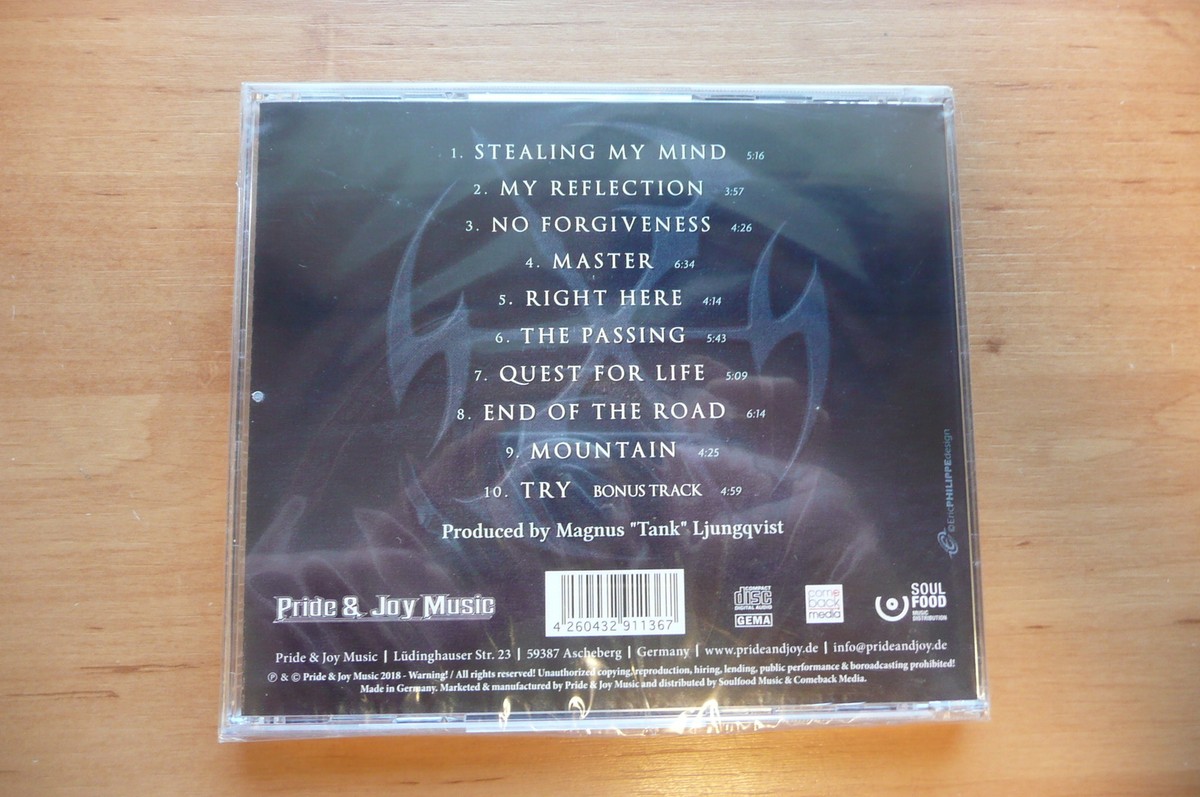 1. STEALING MY MIND 5:16
2. MY REFLECTION 3:57
3. NO FORGIVENESS 4:26
4. MASTER 6:34
5. RIGHT HERE 4:14
6. THE PASSING 5:43
7. QUEST FOR LIFE 5:09
8. END OF THE ROAD 6:14
9. MOUNTAIN 4:25
10. TRY BONUS TRACK 4:59
Produced by Magnus "Tank" Ljungqvist
©EricPHILIPPEdesign
Pride & Joy Music
4 260432 911367
COMPACT
disc
DIGITAL AUDIO
GEMA
come
back
media
SOUL
FOOD
MUSIC
DISTRIBUTION
Pride & Joy Music | Lüdinghauser Str. 23 | 59387 Ascheberg | Germany | www.prideandjoy.de | info@prideandjoy.de
℗ & © Pride & Joy Music 2018 - Warning! / All rights reserved! Unauthorized copying, reproduction, hiring, lending, public performance & boroadcasting prohibited!
Made in Germany. Marketed & manufactured by Pride & Joy Music and distributed by Soulfood Music & Comeback Media.